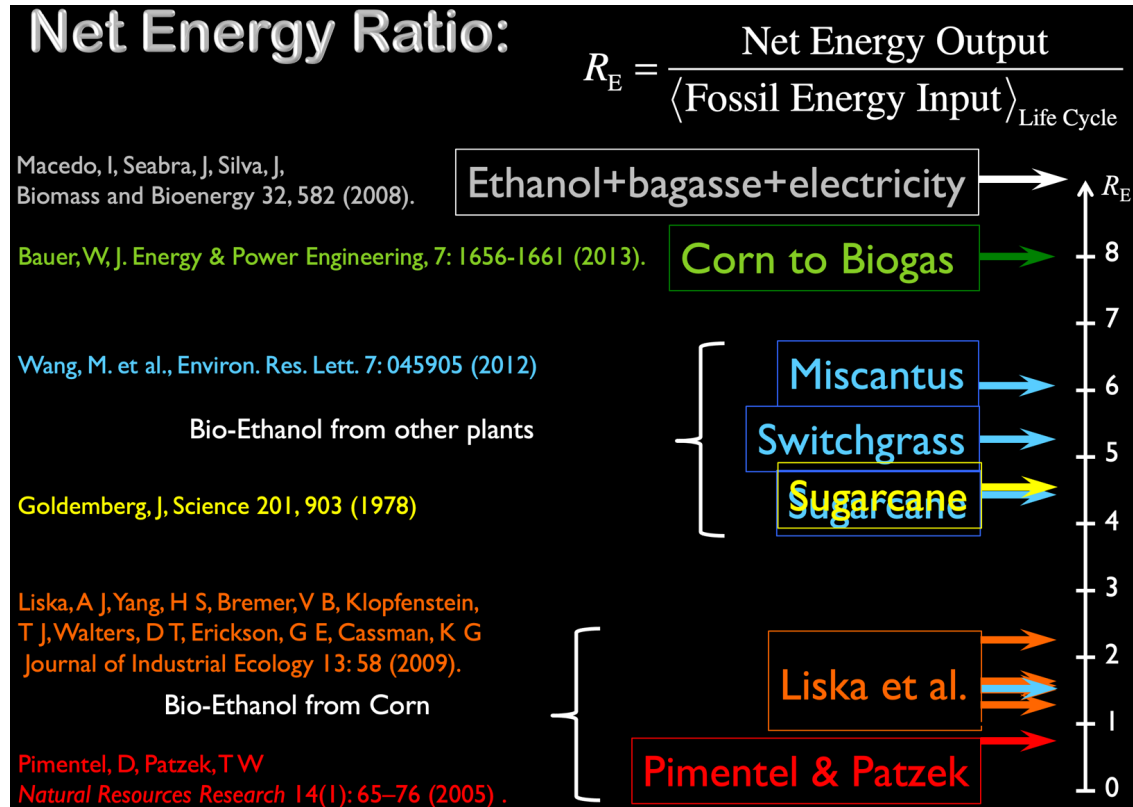 Net Energy Ratio:
R_E = Net Energy Output / ⟨Fossil Energy Input⟩ Life Cycle
Macedo, I, Seabra, J, Silva, J,
Biomass and Bioenergy 32, 582 (2008).
Ethanol+bagasse+electricity
R_E
Bauer, W, J. Energy & Power Engineering, 7: 1656-1661 (2013).
Corn to Biogas
8
7
Wang, M. et al., Environ. Res. Lett. 7: 045905 (2012)
Miscantus
6
Bio-Ethanol from other plants
Switchgrass
5
Goldemberg, J, Science 201, 903 (1978)
Sugarcane
Sugarcane
4
3
Liska, A J, Yang, H S, Bremer, V B, Klopfenstein,
T J, Walters, D T, Erickson, G E, Cassman, K G
Journal of Industrial Ecology 13: 58 (2009).
2
Liska et al.
Bio-Ethanol from Corn
1
Pimentel, D, Patzek, T W
Natural Resources Research 14(1): 65–76 (2005) .
Pimentel & Patzek
0